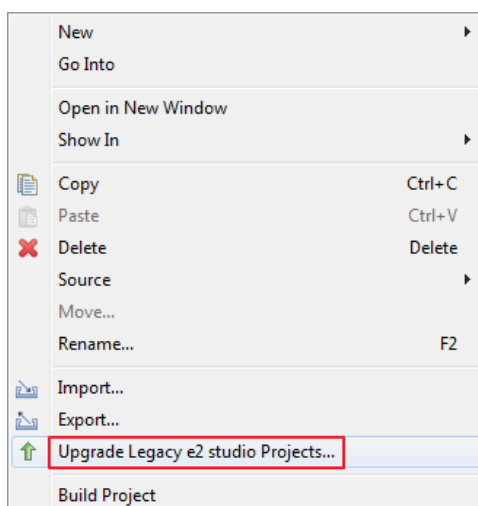 New
Go Into
Open in New Window
Show In
Copy Ctrl+C
Paste Ctrl+V
Delete Delete
Source
Move...
Rename... F2
Import...
Export...
Upgrade Legacy e2 studio Projects...
Build Project